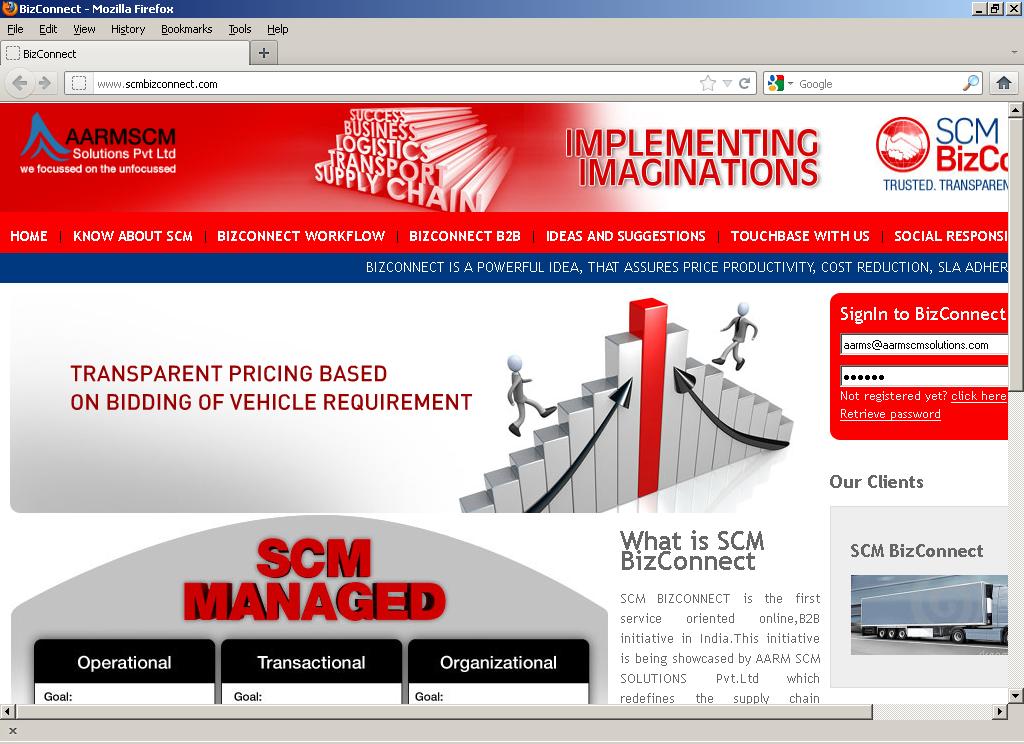 BizConnect - Mozilla Firefox
File Edit View History Bookmarks Tools Help
BizConnect
www.scmbizconnect.com
Google
AARMSCM
Solutions Pvt Ltd
we focussed on the unfocussed
SUCCESS
BUSINESS
LOGISTICS
TRANSPORT
SUPPLY CHAIN
IMPLEMENTING
IMAGINATIONS
SCM
BizCo
TRUSTED. TRANSPAREN
HOME | KNOW ABOUT SCM | BIZCONNECT WORKFLOW | BIZCONNECT B2B | IDEAS AND SUGGESTIONS | TOUCHBASE WITH US | SOCIAL RESPONSI
BIZCONNECT IS A POWERFUL IDEA, THAT ASSURES PRICE PRODUCTIVITY, COST REDUCTION, SLA ADHER
TRANSPARENT PRICING BASED
ON BIDDING OF VEHICLE REQUIREMENT
SignIn to BizConnect
aarms@aarmscmsolutions.com
••••••
Not registered yet? click here
Retrieve password
Our Clients
SCM BizConnect
SCM
MANAGED
Operational
Goal:
Transactional
Goal:
Organizational
Goal:
What is SCM
BizConnect
SCM BIZCONNECT is the first
service oriented online,B2B
initiative in India.This initiative
is being showcased by AARM SCM
SOLUTIONS Pvt.Ltd which
redefines the supply chain